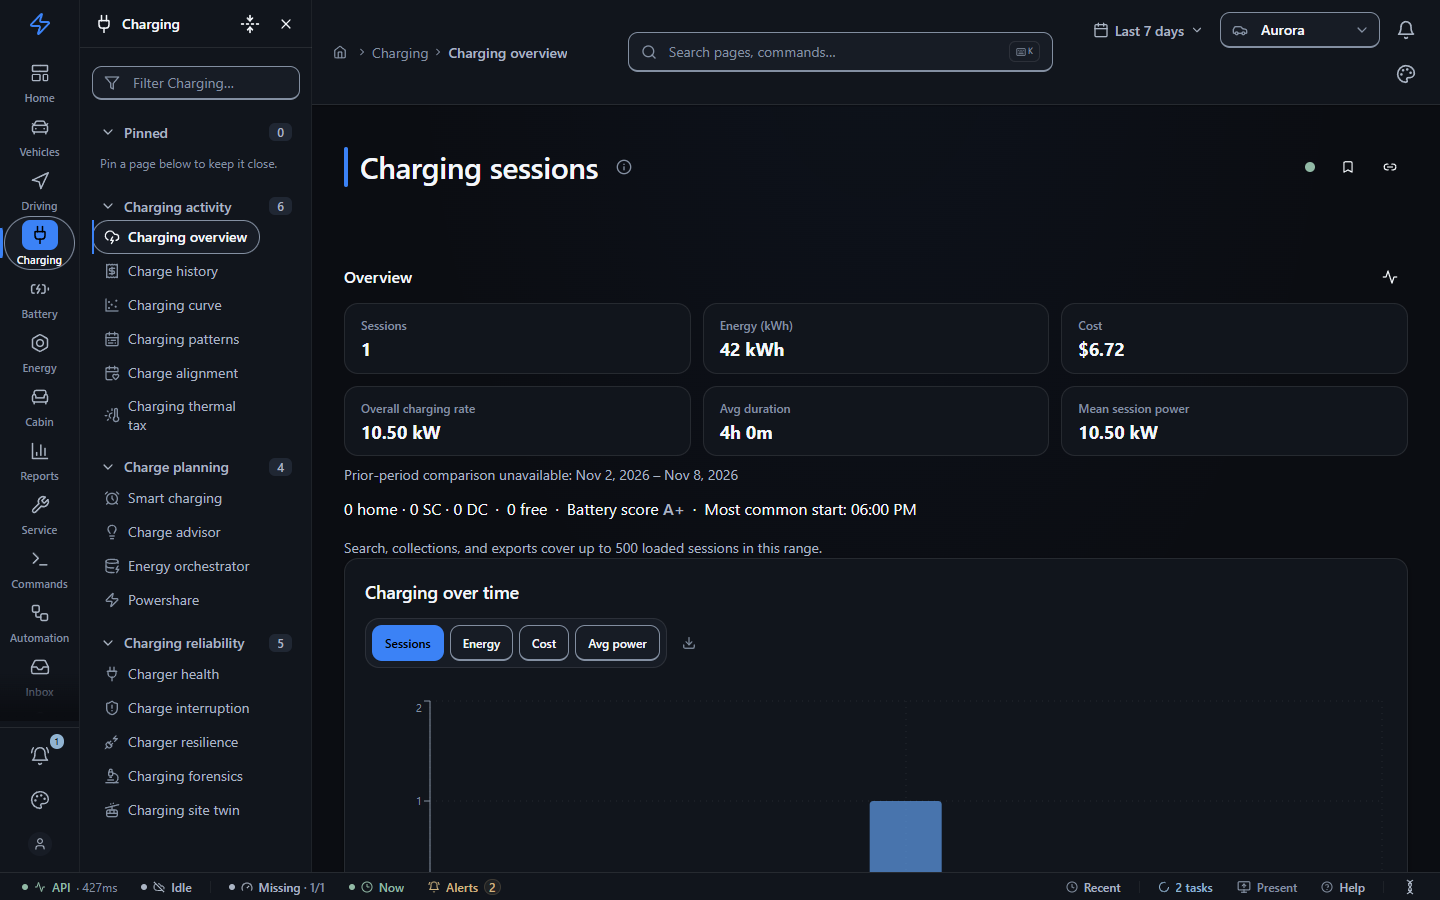 Home
Vehicles
Driving
Charging
Battery
Energy
Cabin
Reports
Service
Commands
Automation
Inbox
1
Charging
Filter Charging...
Pinned 0
Pin a page below to keep it close.
Charging activity 6
Charging overview
Charge history
Charging curve
Charging patterns
Charge alignment
Charging thermal
tax
Charge planning 4
Smart charging
Charge advisor
Energy orchestrator
Powershare
Charging reliability 5
Charger health
Charge interruption
Charger resilience
Charging forensics
Charging site twin
Charging
Charging overview
Search pages, commands...
K
Last 7 days
Aurora
Charging sessions
Overview
Sessions
1
Energy (kWh)
42 kWh
Cost
$6.72
Overall charging rate
10.50 kW
Avg duration
4h 0m
Mean session power
10.50 kW
Prior-period comparison unavailable: Nov 2, 2026 – Nov 8, 2026
0 home · 0 SC · 0 DC · 0 free · Battery score A+ · Most common start: 06:00 PM
Search, collections, and exports cover up to 500 loaded sessions in this range.
Charging over time
Sessions Energy Cost Avg power
2
1
API · 427ms Idle Missing · 1/1 Now Alerts 2 Recent 2 tasks Present Help